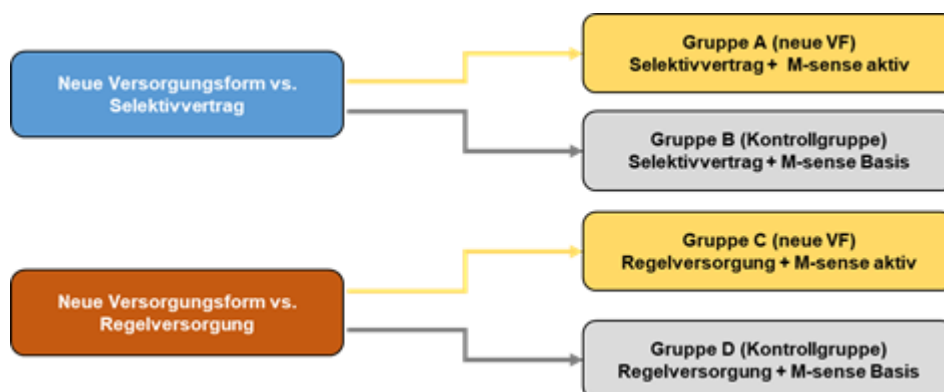 Neue Versorgungsform vs.
Selektivvertrag
Gruppe A (neue VF)
Selektivvertrag + M-sense aktiv
Gruppe B (Kontrollgruppe)
Selektivvertrag + M-sense Basis
Neue Versorgungsform vs.
Regelversorgung
Gruppe C (neue VF)
Regelversorgung + M-sense aktiv
Gruppe D (Kontrollgruppe)
Regelversorgung + M-sense Basis